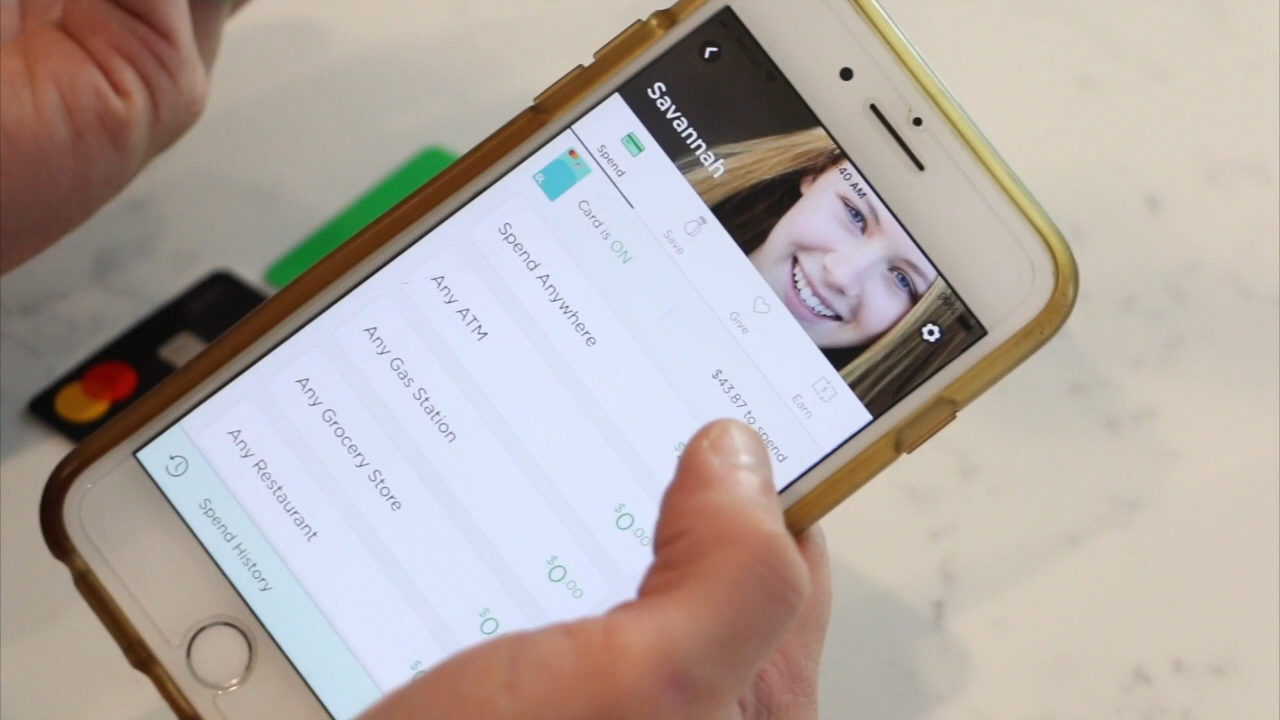 40 AM
Savannah
Spend
Save
Give
Earn
GL
Card is ON
$43.87 to spend
Spend Anywhere
$
Any ATM
$0.00
Any Gas Station
$0.00
Any Grocery Store
$0
Any Restaurant
Spend History